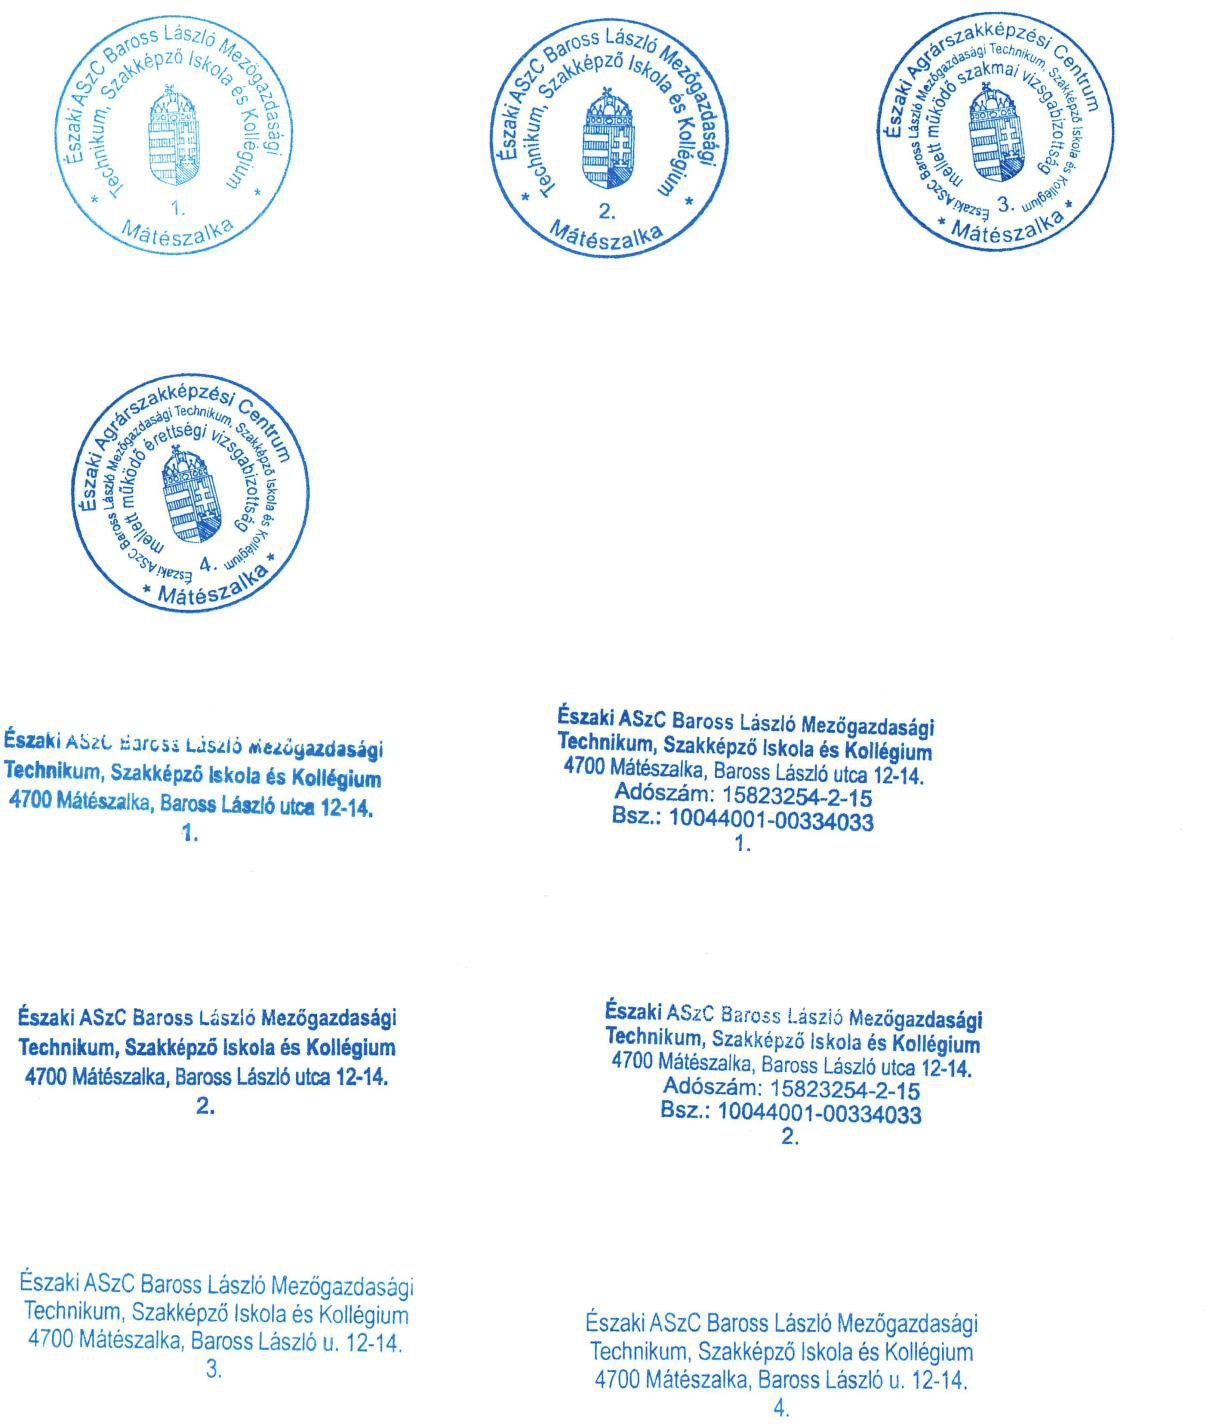 Északi ASzC Baross László Mezőgazdasági
Technikum, Szakképző Iskola és Kollégium
1.
* Mátészalka *
Északi ASzC Baross László Mezőgazdasági
Technikum, Szakképző Iskola és Kollégium
2.
* Mátészalka *
Északi Agrárszakképzési Centrum
Északi ASzC Baross László Mezőgazdasági Technikum, Szakképző Iskola és Kollégium
mellett működő szakmai vizsgabizottság
3.
* Mátészalka *
Északi Agrárszakképzési Centrum
Északi ASzC Baross László Mezőgazdasági Technikum, Szakképző Iskola és Kollégium
mellett működő érettségi vizsgabizottság
4.
* Mátészalka *
Északi ASzC Baross László Mezőgazdasági
Technikum, Szakképző Iskola és Kollégium
4700 Mátészalka, Baross László utca 12-14.
1.
Északi ASzC Baross László Mezőgazdasági
Technikum, Szakképző Iskola és Kollégium
4700 Mátészalka, Baross László utca 12-14.
Adószám: 15823254-2-15
Bsz.: 10044001-00334033
1.
Északi ASzC Baross László Mezőgazdasági
Technikum, Szakképző Iskola és Kollégium
4700 Mátészalka, Baross László utca 12-14.
2.
Északi ASzC Baross László Mezőgazdasági
Technikum, Szakképző Iskola és Kollégium
4700 Mátészalka, Baross László utca 12-14.
Adószám: 15823254-2-15
Bsz.: 10044001-00334033
2.
Északi ASzC Baross László Mezőgazdasági
Technikum, Szakképző Iskola és Kollégium
4700 Mátészalka, Baross László u. 12-14.
3.
Északi ASzC Baross László Mezőgazdasági
Technikum, Szakképző Iskola és Kollégium
4700 Mátészalka, Baross László u. 12-14.
4.